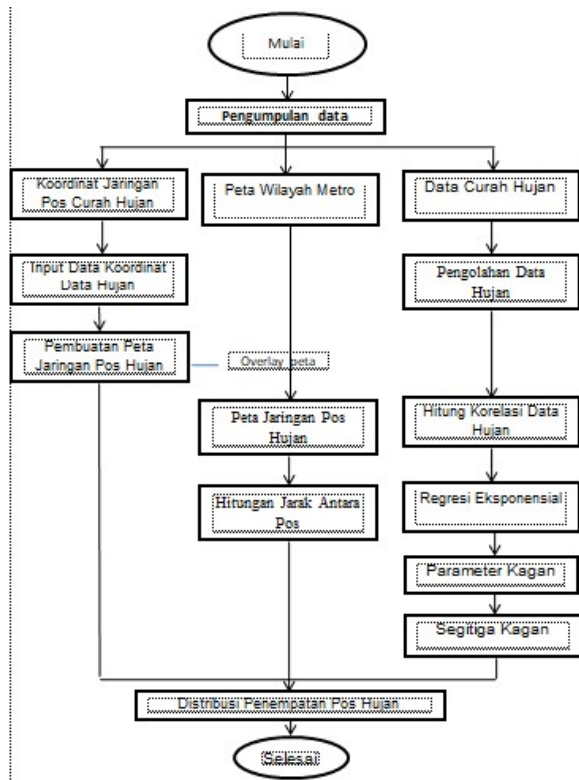 Mulai
Pengumpulan data
Koordinat Jaringan
Pos Curah Hujan
Peta Wilayah Metro
Data Curah Hujan
Input Data Koordinat
Data Hujan
Pengolahan Data
Hujan
Pembuatan Peta
Jaringan Pos Hujan
Overlay peta
Peta Jaringan Pos
Hujan
Hitung Korelasi Data
Hujan
Hitungan Jarak Antara
Pos
Regresi Eksponensial
Parameter Kagan
Segitiga Kagan
Distribusi Penempatan Pos Hujan
Selesai